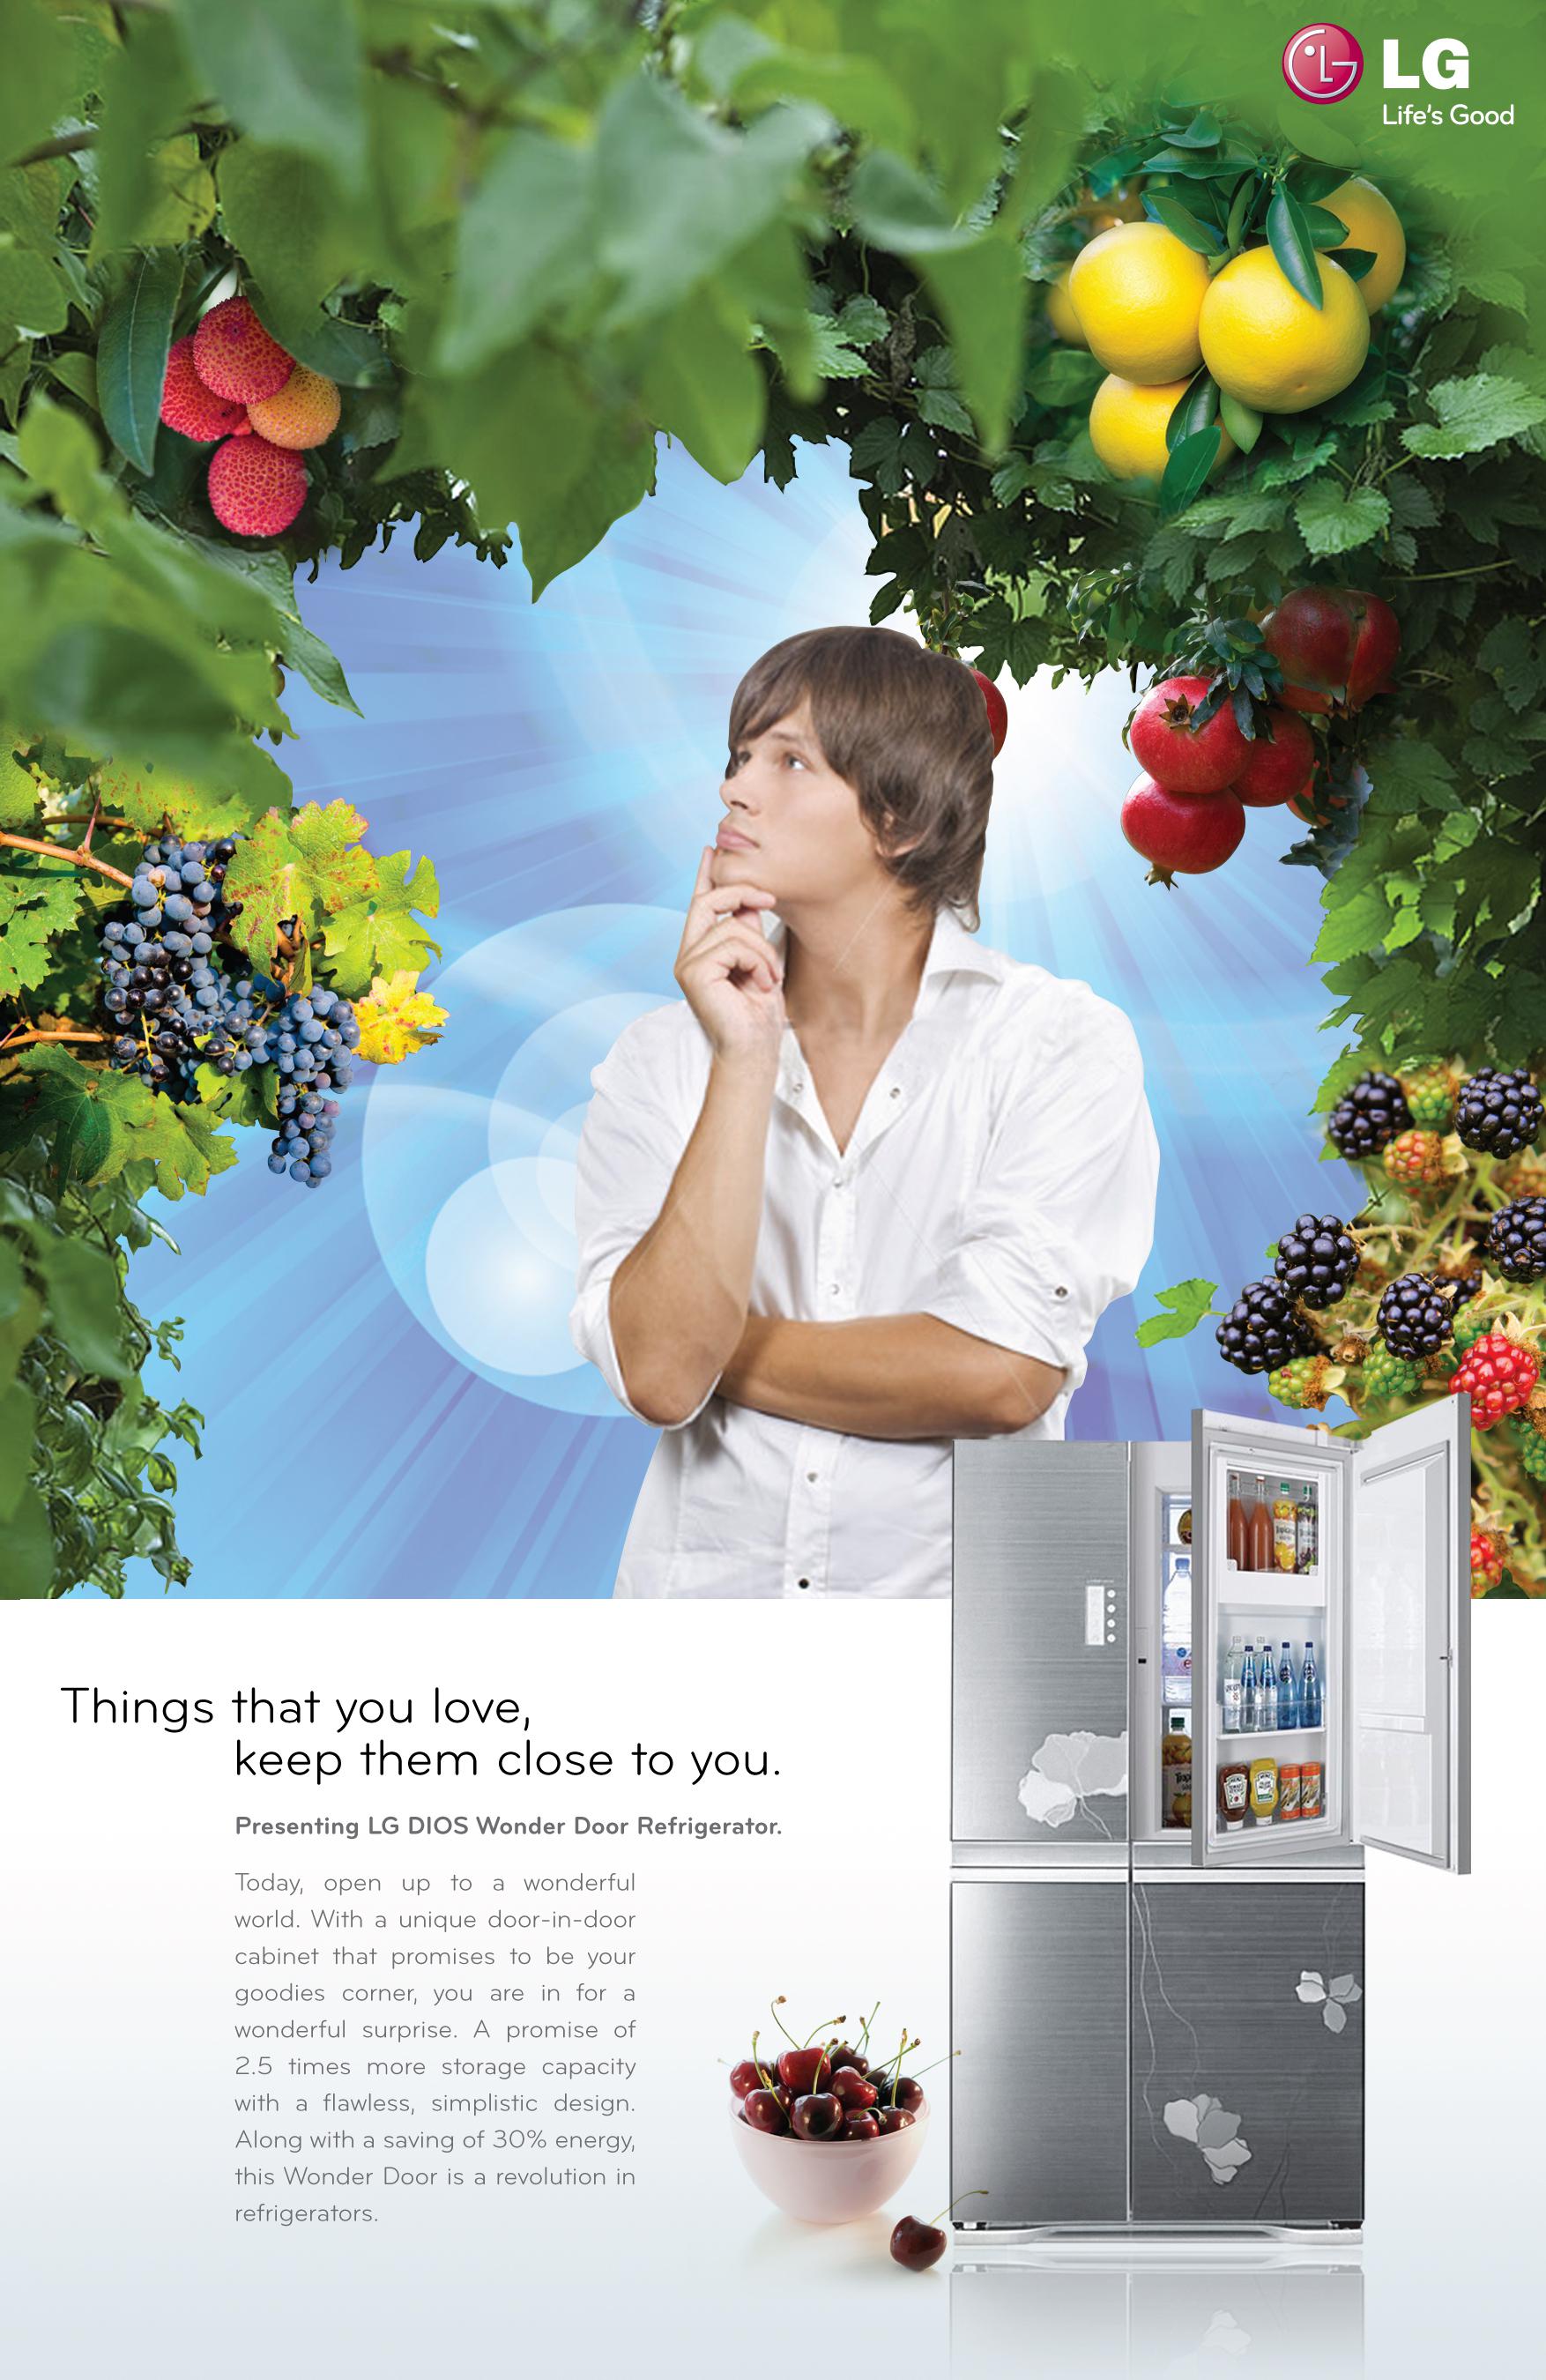 LG
Life's Good
Things that you love,
keep them close to you.
Presenting LG DIOS Wonder Door Refrigerator.
Today, open up to a wonderful
world. With a unique door-in-door
cabinet that promises to be your
goodies corner, you are in for a
wonderful surprise. A promise of
2.5 times more storage capacity
with a flawless, simplistic design.
Along with a saving of 30% energy,
this Wonder Door is a revolution in
refrigerators.